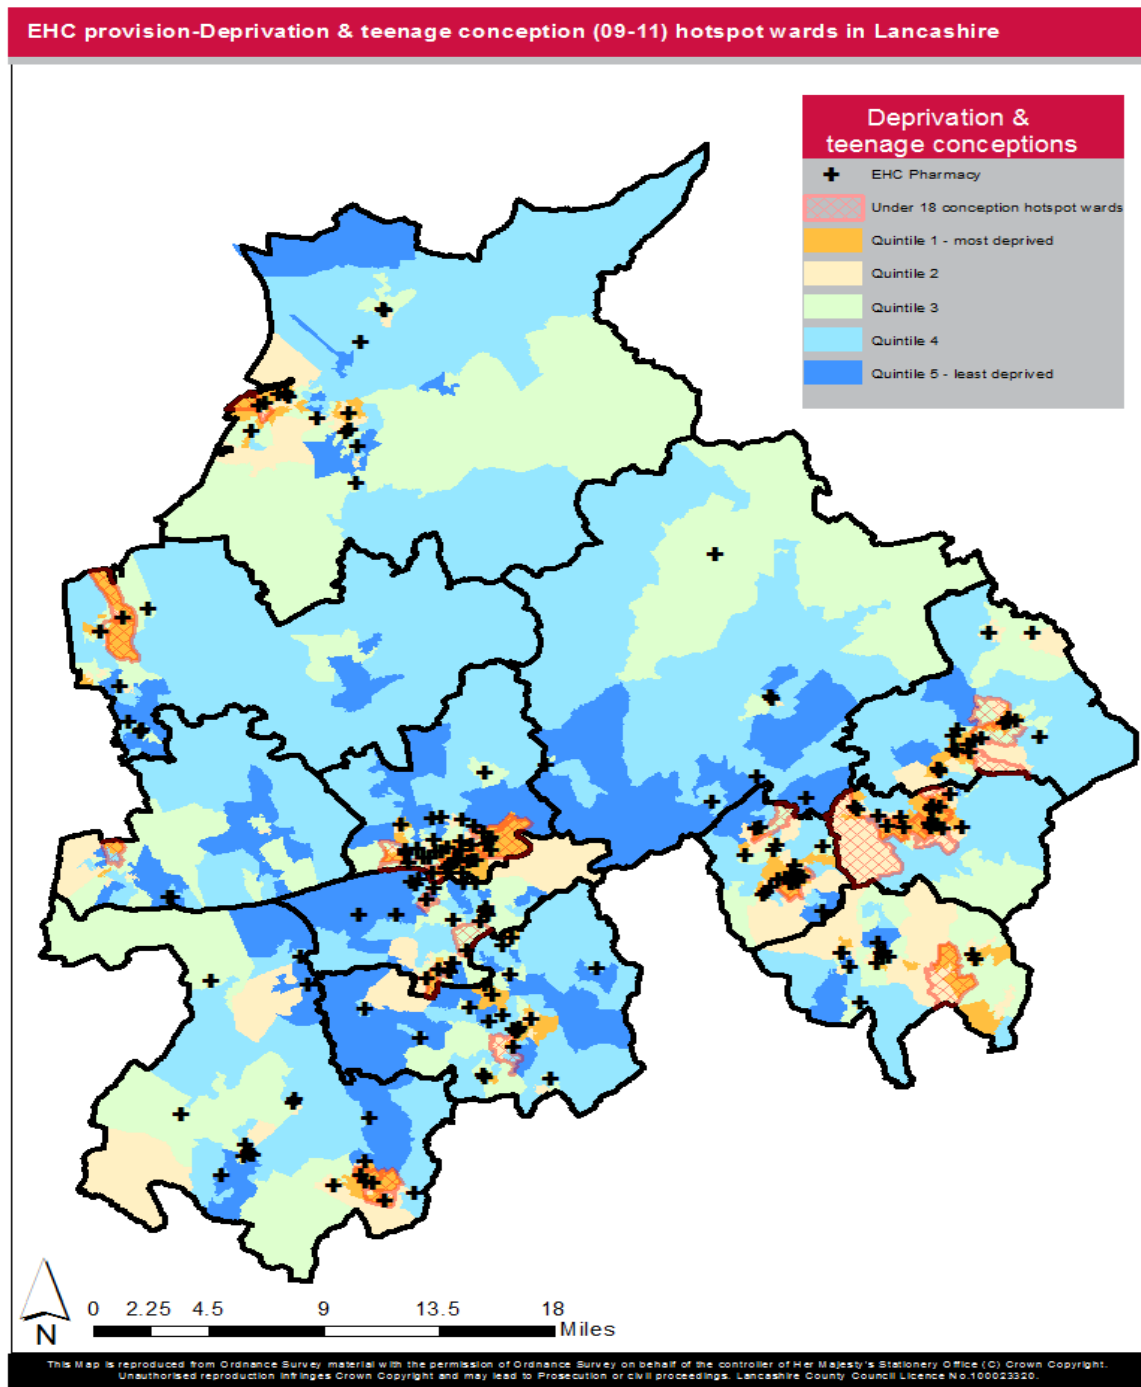 EHC provision-Deprivation & teenage conception (09-11) hotspot wards in Lancashire
Deprivation &
teenage conceptions
EHC Pharmacy
Under 18 conception hotspot wards
Quintile 1 - most deprived
Quintile 2
Quintile 3
Quintile 4
Quintile 5 - least deprived
N
0 2.25 4.5 9 13.5 18
Miles
This Map is reproduced from Ordnance Survey material with the permission of Ordnance Survey on behalf of the controller of Her Majesty's Stationery Office (C) Crown Copyright.
Unauthorised reproduction infringes Crown Copyright and may lead to Prosecution or civil proceedings. Lancashire County Council Licence No.100023320.